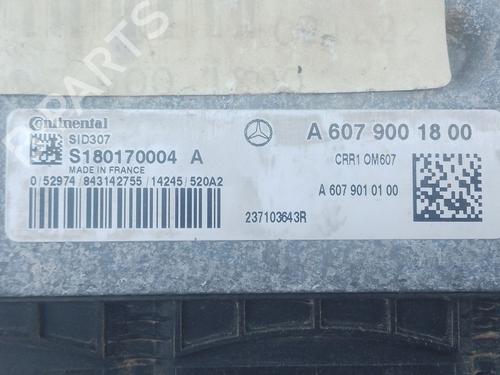 Continental
SID307
S180170004 A
MADE IN FRANCE
0/52974/843142755/14245/520A2
A 607 900 18 00
CRR1 OM607
A 607 901 01 00
237103643R